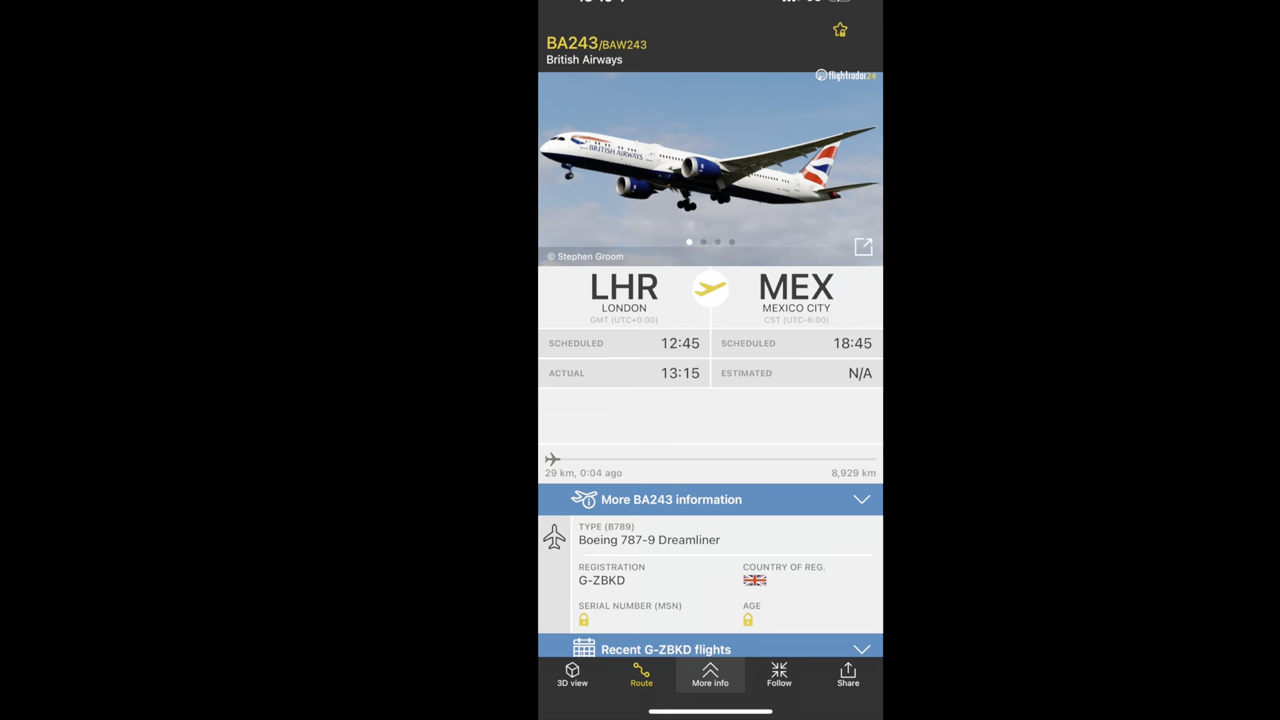 BA243/BAW243
British Airways
flightradar24
BRITISH AIRWAYS
© Stephen Groom
LHR
LONDON
GMT (UTC+0:00)
MEX
MEXICO CITY
CST (UTC-6:00)
SCHEDULED 12:45
SCHEDULED 18:45
ACTUAL 13:15
ESTIMATED N/A
29 km, 0:04 ago
8,929 km
More BA243 information
TYPE (B789)
Boeing 787-9 Dreamliner
REGISTRATION
G-ZBKD
COUNTRY OF REG.
SERIAL NUMBER (MSN)
AGE
Recent G-ZBKD flights
3D view
Route
More info
Follow
Share